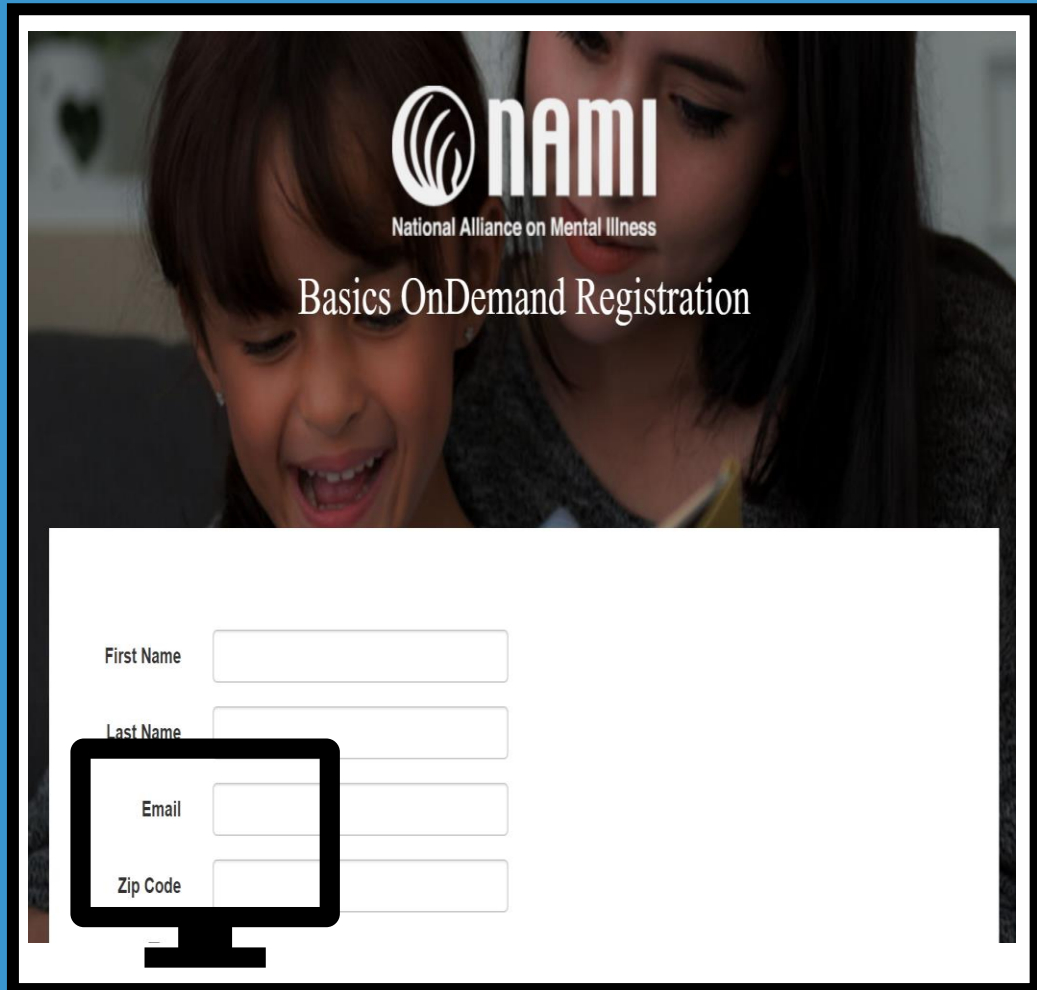 NAMI
National Alliance on Mental Illness
Basics OnDemand Registration
First Name
Last Name
Email
Zip Code